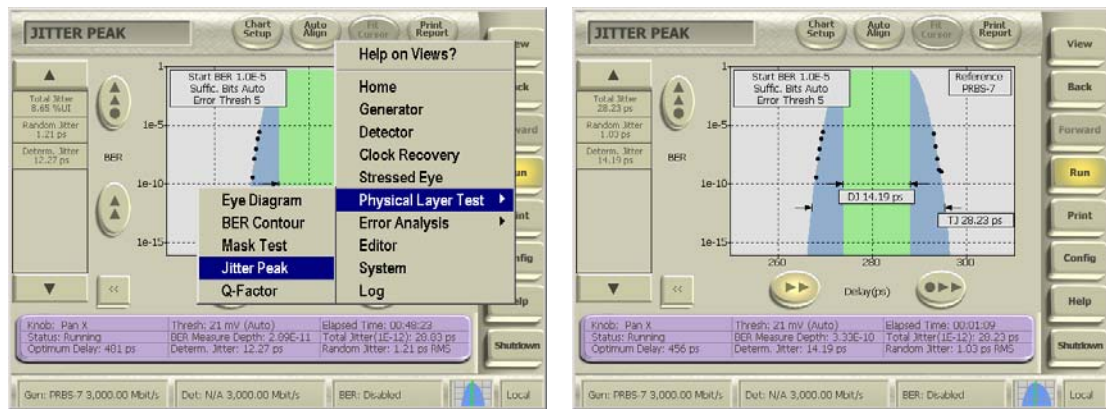 JITTER PEAK
Chart Setup
Auto Align
Fit Cursor
Print Report
Total Jitter
8.65 %UI
Random Jitter
1.21 ps
Determ. Jitter
12.27 ps
BER
1
1e-5
1e-10
1e-15
Start BER 1.0E-5
Suffic. Bits Auto
Error Thresh 5
Help on Views?
Home
Generator
Detector
Clock Recovery
Stressed Eye
Physical Layer Test
Error Analysis
Editor
System
Log
Eye Diagram
BER Contour
Mask Test
Jitter Peak
Q-Factor
<<
Shutdown
Knob: Pan X
Status: Running
Optimum Delay: 481 ps
Thresh: 21 mV (Auto)
BER Measure Depth: 2.89E-11
Determ. Jitter: 12.27 ps
Elapsed Time: 00:48:23
Total Jitter(1E-12): 28.83 ps
Random Jitter: 1.21 ps RMS
Gen: PRBS-7 3,000.00 Mbit/s
Det: N/A 3,000.00 Mbit/s
BER: Disabled
Local
JITTER PEAK
Chart Setup
Auto Align
Fit Cursor
Print Report
Total Jitter
28.23 ps
Random Jitter
1.03 ps
Determ. Jitter
14.19 ps
BER
1
1e-5
1e-10
1e-15
Start BER 1.0E-5
Suffic. Bits Auto
Error Thresh 5
Reference
PRBS-7
DJ 14.19 ps
TJ 28.23 ps
260
280
300
Delay(ps)
<<
View
Back
Forward
Run
Print
Config
Help
Shutdown
Knob: Pan X
Status: Running
Optimum Delay: 456 ps
Thresh: 21 mV (Auto)
BER Measure Depth: 3.33E-10
Determ. Jitter: 14.19 ps
Elapsed Time: 00:01:09
Total Jitter(1E-12): 28.23 ps
Random Jitter: 1.03 ps RMS
Gen: PRBS-7 3,000.00 Mbit/s
Det: N/A 3,000.00 Mbit/s
BER: Disabled
Local